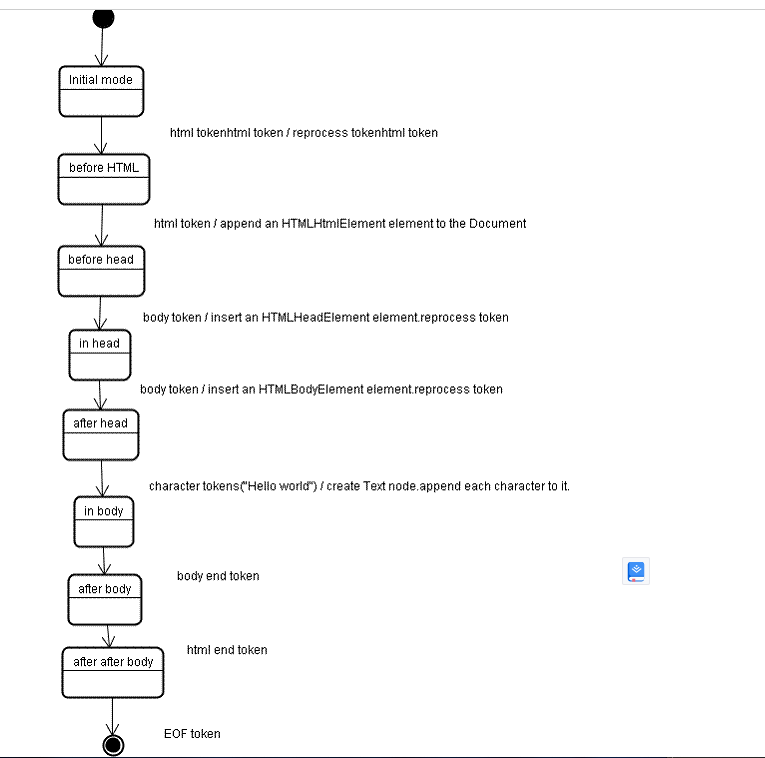 Initial mode
html tokenhtml token / reprocess tokenhtml token
before HTML
html token / append an HTMLHtmlElement element to the Document
before head
body token / insert an HTMLHeadElement element.reprocess token
in head
body token / insert an HTMLBodyElement element.reprocess token
after head
character tokens("Hello world") / create Text node.append each character to it.
in body
body end token
after body
html end token
after after body
EOF token